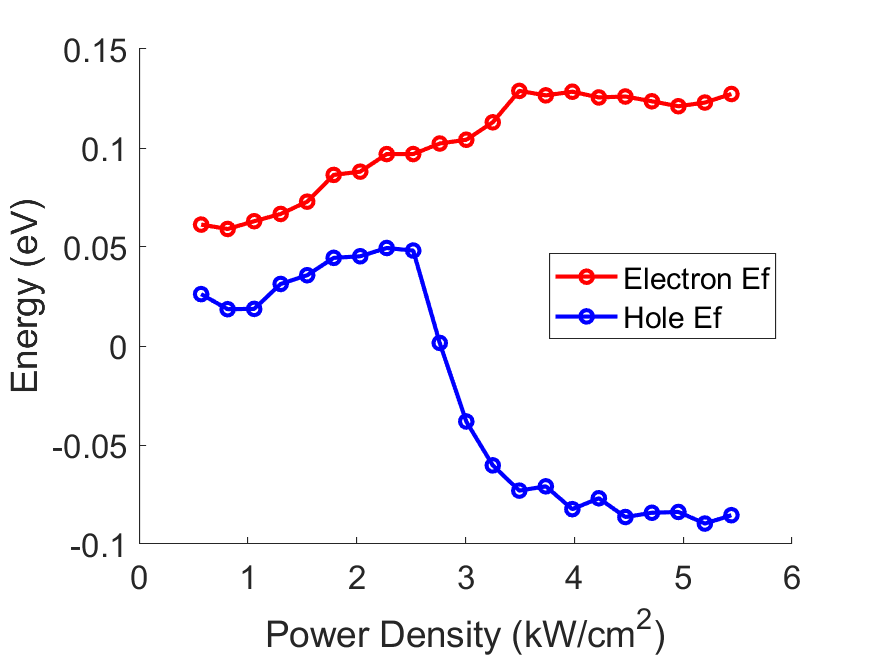 0.15
0.1
0.05
0
-0.05
-0.1
Energy (eV)
Electron Ef
Hole Ef
0 1 2 3 4 5 6
Power Density (kW/cm²)